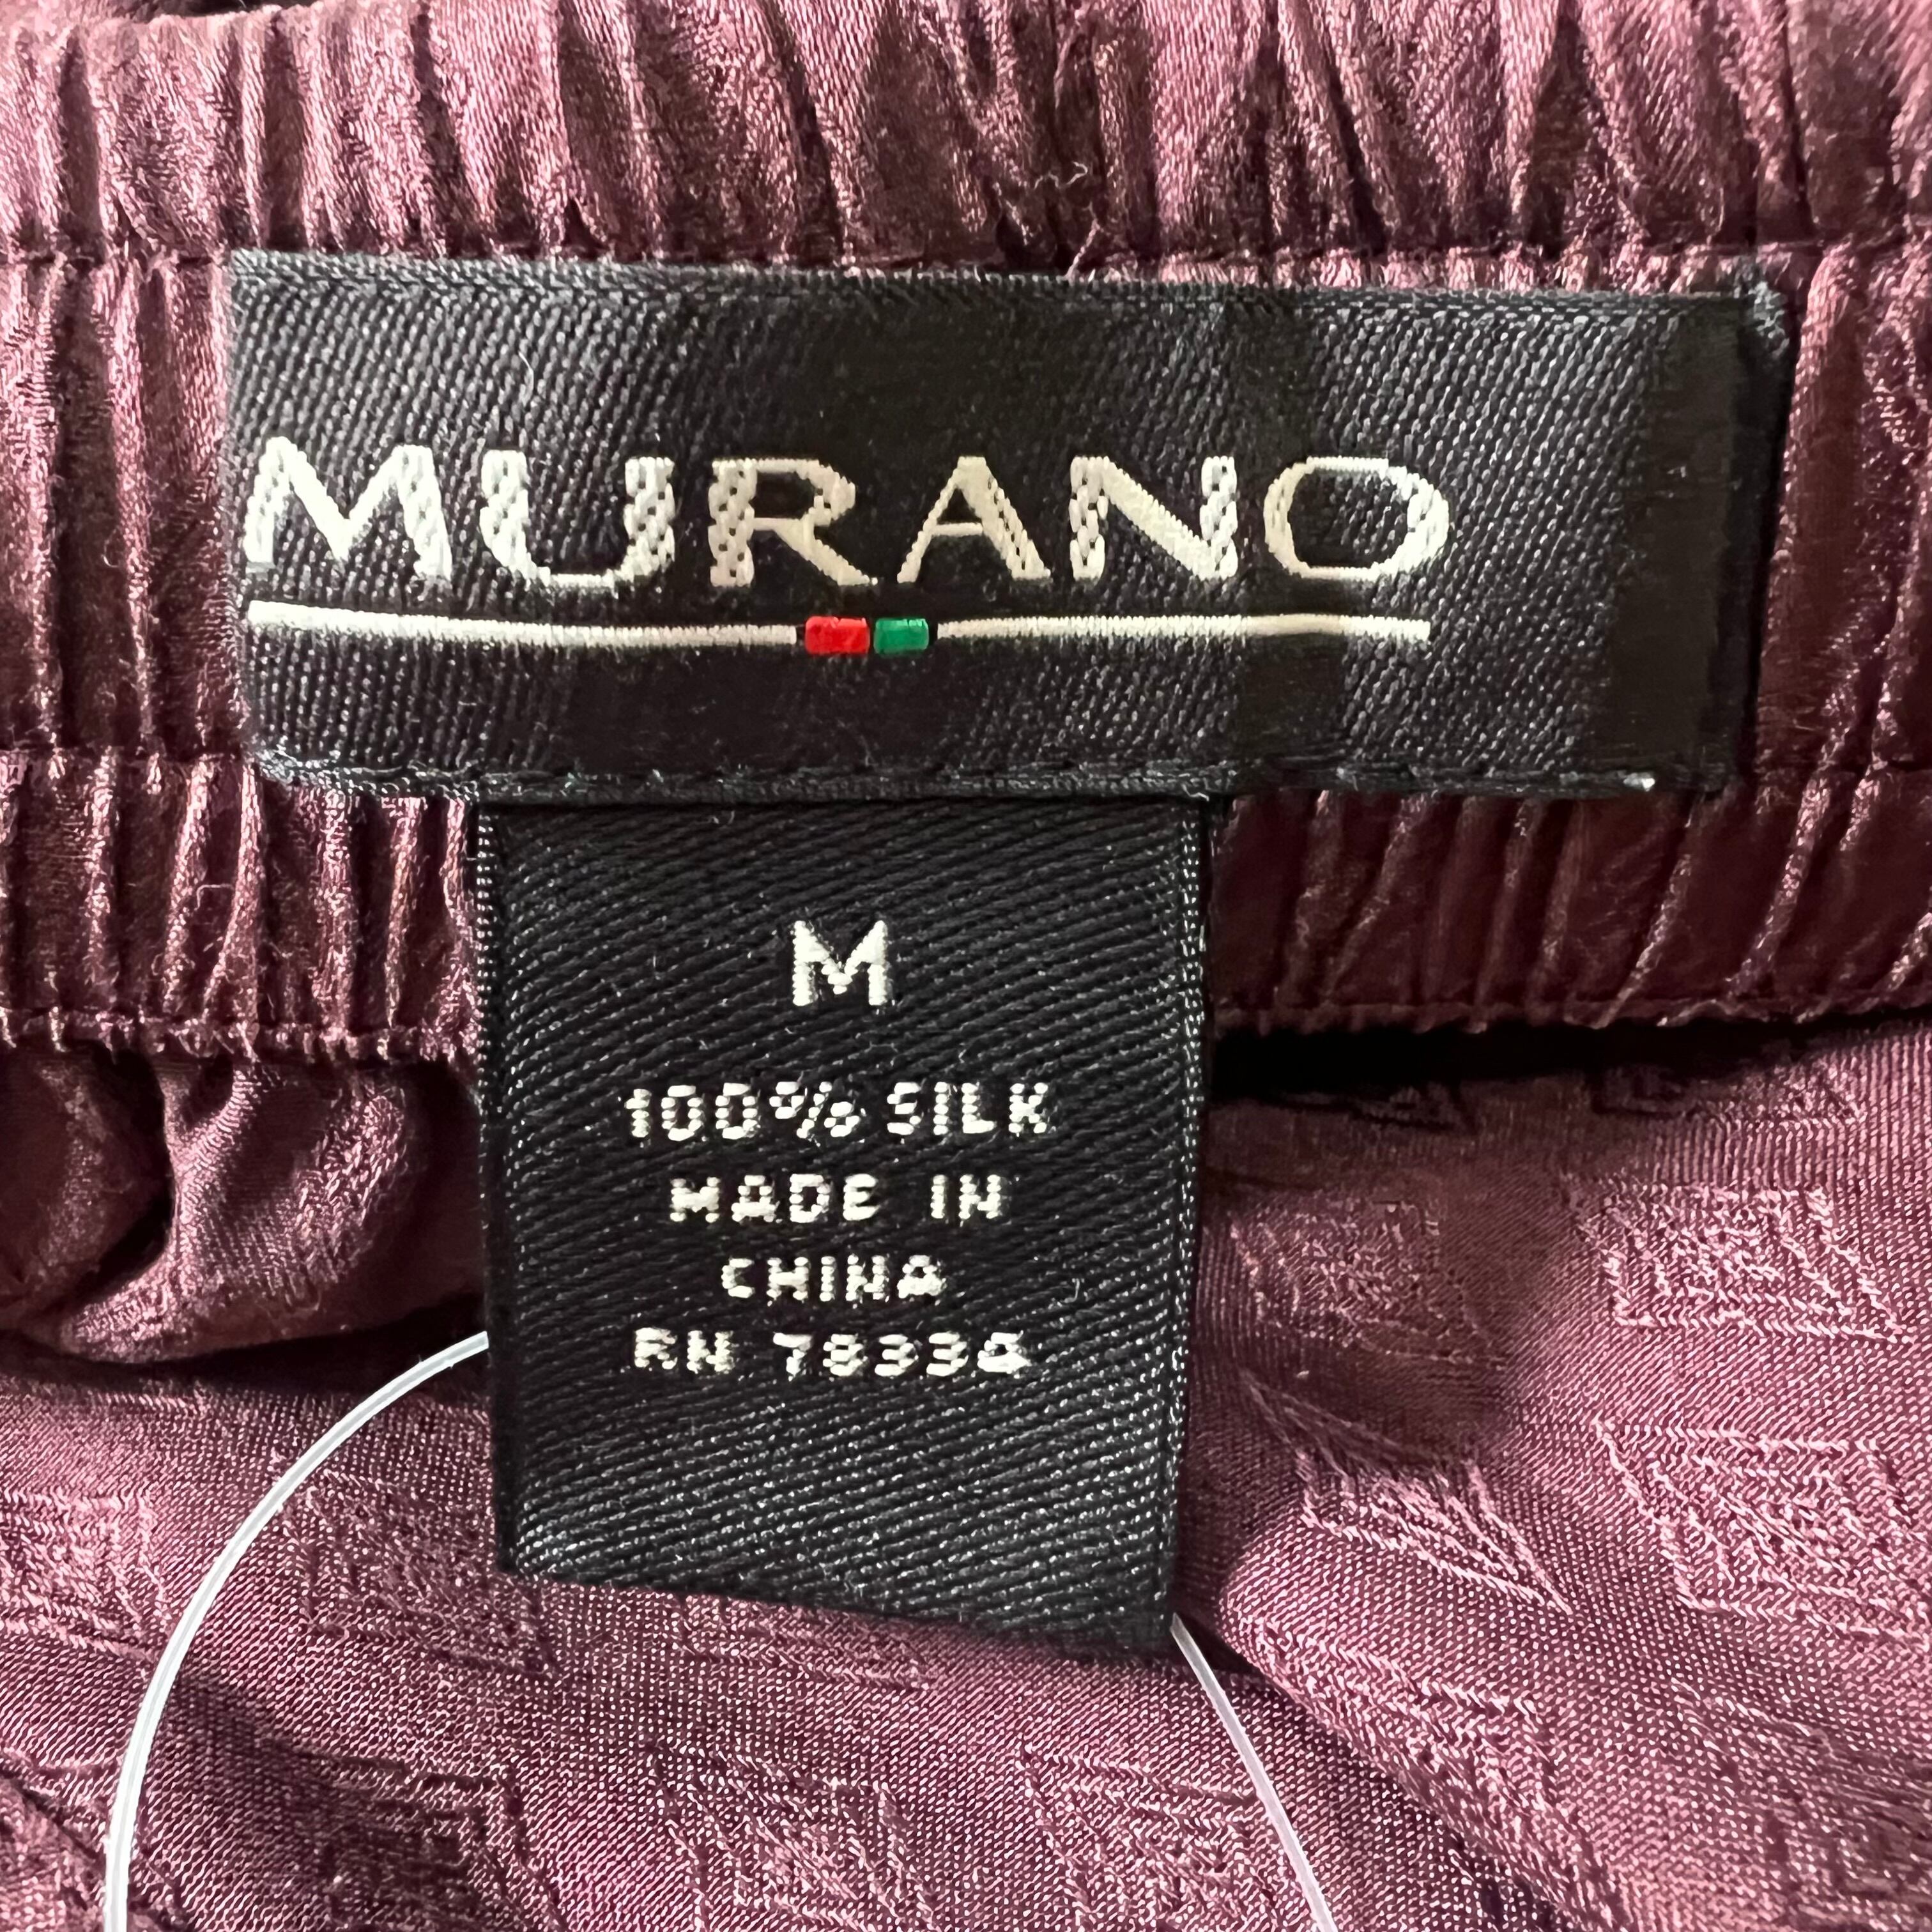 MURANO
M
100% SILK
MADE IN
CHINA
RN 78334